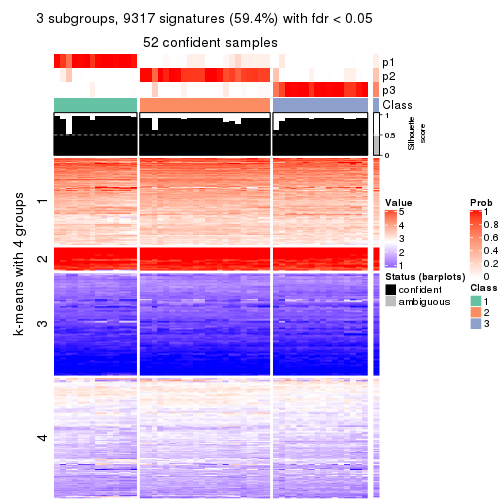 3 subgroups, 9317 signatures (59.4%) with fdr < 0.05
52 confident samples
p1
p2
p3
Class
1
0.5
0
Silhouette
score
k-means with 4 groups
1
2
3
4
Value
5
4
3
2
1
Status (barplots)
confident
ambiguous
Prob
1
0.8
0.6
0.4
0.2
0
Class
1
2
3